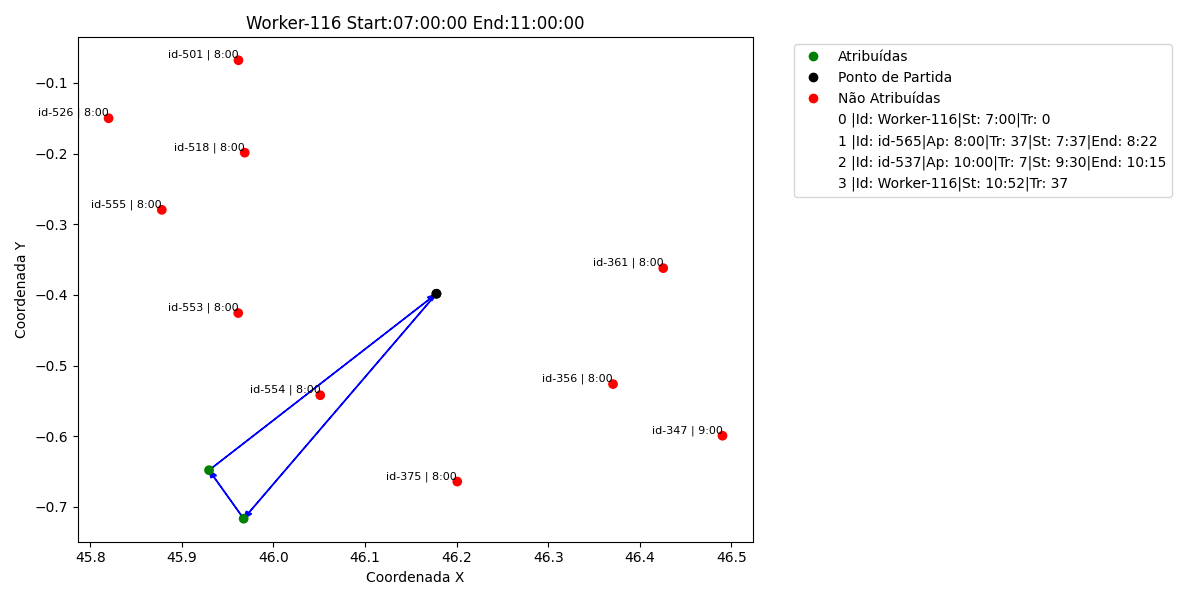 Worker-116 Start:07:00:00 End:11:00:00
id-501 | 8:00
id-526 | 8:00
id-518 | 8:00
id-555 | 8:00
id-361 | 8:00
id-553 | 8:00
id-554 | 8:00
id-356 | 8:00
id-347 | 9:00
id-375 | 8:00
Coordenada Y
−0.1
−0.2
−0.3
−0.4
−0.5
−0.6
−0.7
45.8 45.9 46.0 46.1 46.2 46.3 46.4 46.5
Coordenada X
Atribuídas
Ponto de Partida
Não Atribuídas
0 |Id: Worker-116|St: 7:00|Tr: 0
1 |Id: id-565|Ap: 8:00|Tr: 37|St: 7:37|End: 8:22
2 |Id: id-537|Ap: 10:00|Tr: 7|St: 9:30|End: 10:15
3 |Id: Worker-116|St: 10:52|Tr: 37